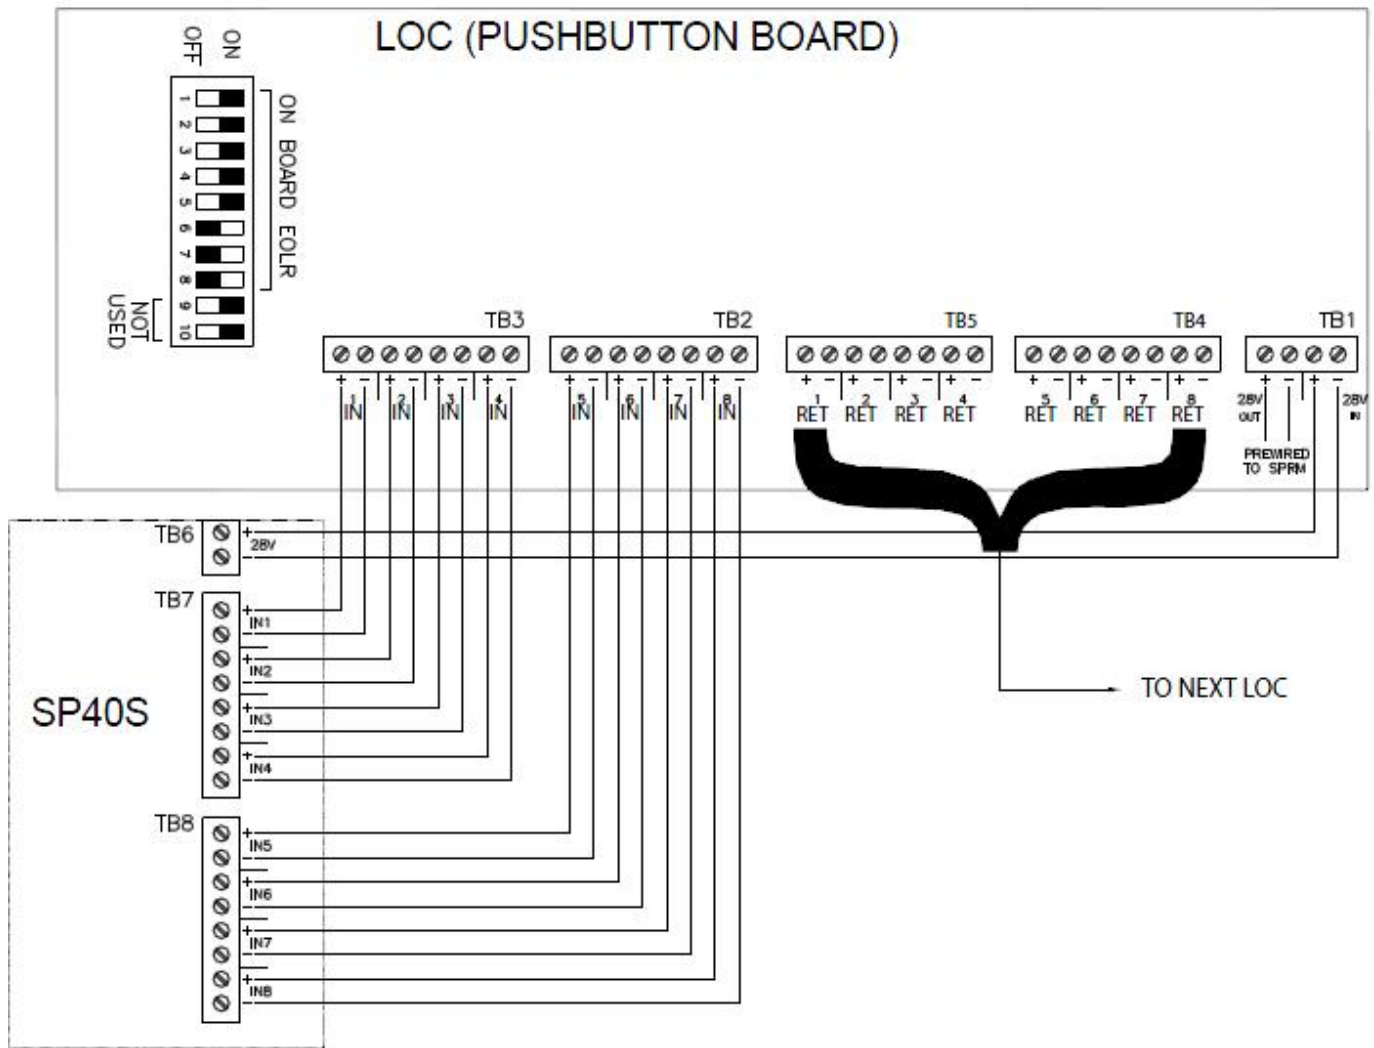 LOC (PUSHBUTTON BOARD)
OFF ON
1
2
3
4
5
6
7
8
9
10
ON BOARD EOLR
NOT
USED
TB3 TB2 TB5 TB4 TB1
+ - + - + - + - + - + - + - + - + - + - + - + - + - + - + - + - + - + -
1 2 3 4 5 6 7 8 1 2 3 4 5 6 7 8 28V 28V
IN IN IN IN IN IN IN IN RET RET RET RET RET RET RET RET OUT IN
PREWIRED
TO SPRM
TB6
+
28V
-
TB7
+
IN1
-
+
IN2
-
+
IN3
-
+
IN4
-
SP40S
TO NEXT LOC
TB8
+
IN5
-
+
IN6
-
+
IN7
-
+
IN8
-